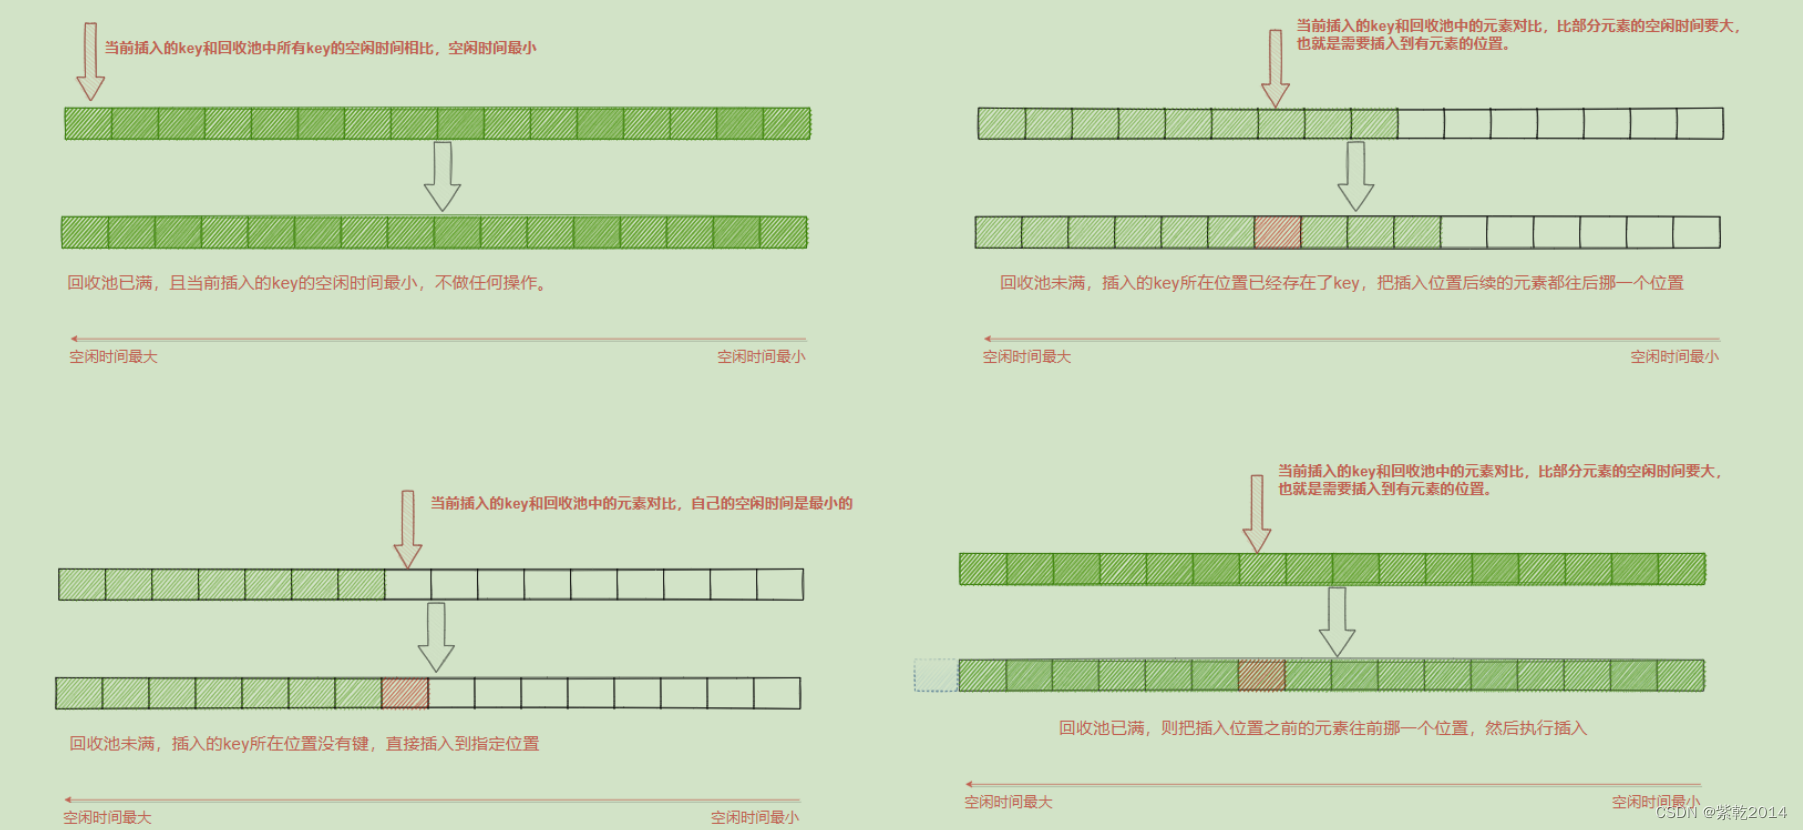 当前插入的key和回收池中所有key的空闲时间相比，空闲时间最小
回收池已满，且当前插入的key的空闲时间最小，不做任何操作。
空闲时间最大
空闲时间最小
当前插入的key和回收池中的元素对比，比部分元素的空闲时间要大，
也就是需要插入到有元素的位置。
回收池未满，插入的key所在位置已经存在了key，把插入位置后续的元素都往后挪一个位置
空闲时间最大
空闲时间最小
当前插入的key和回收池中的元素对比，自己的空闲时间是最小的
回收池未满，插入的key所在位置没有键，直接插入到指定位置
空闲时间最大
空闲时间最小
当前插入的key和回收池中的元素对比，比部分元素的空闲时间要大，
也就是需要插入到有元素的位置。
回收池已满，则把插入位置之前的元素往前挪一个位置，然后执行插入
空闲时间最大
空闲时间最小
CSDN @紫乾2014